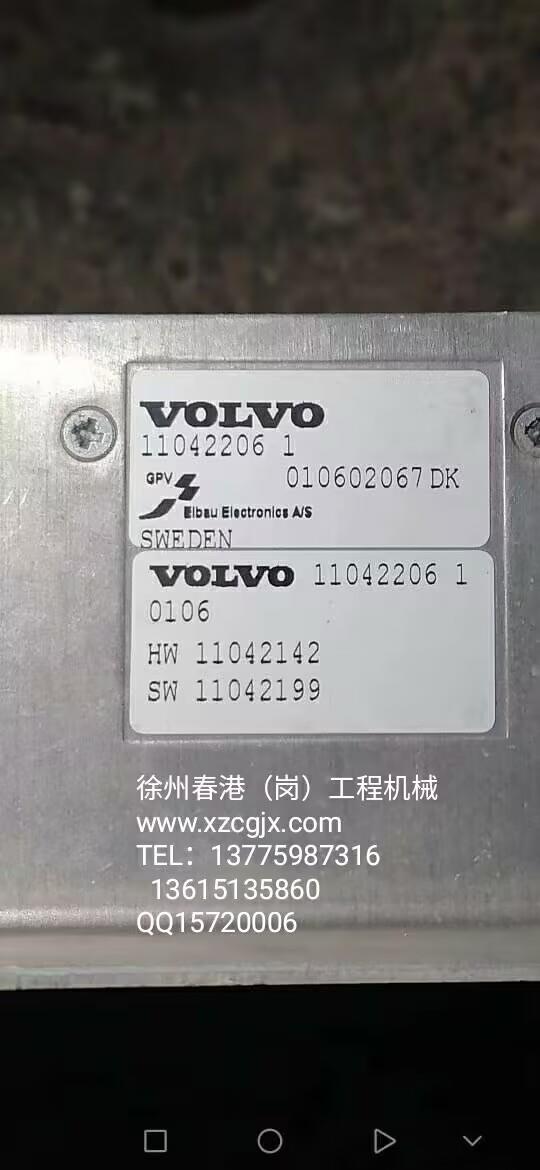 VOLVO
11042206 1
GPV
010602067 DK
Elbau Electronics A/S
SWEDEN
VOLVO 11042206 1
0106
HW 11042142
SW 11042199
徐州春港（岗）工程机械
www.xzcgjx.com
TEL：13775987316
13615135860
QQ15720006